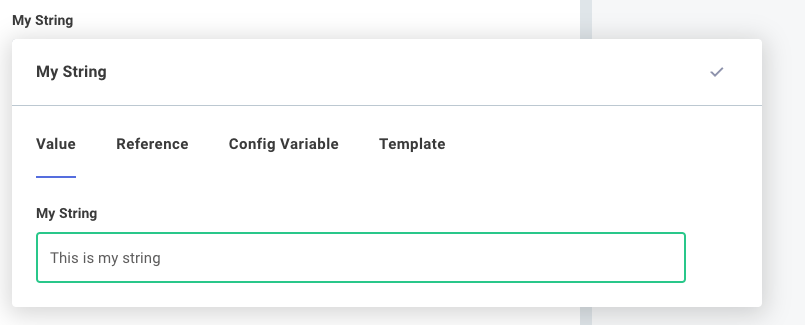 My String
My String
Value Reference Config Variable Template
My String
This is my string